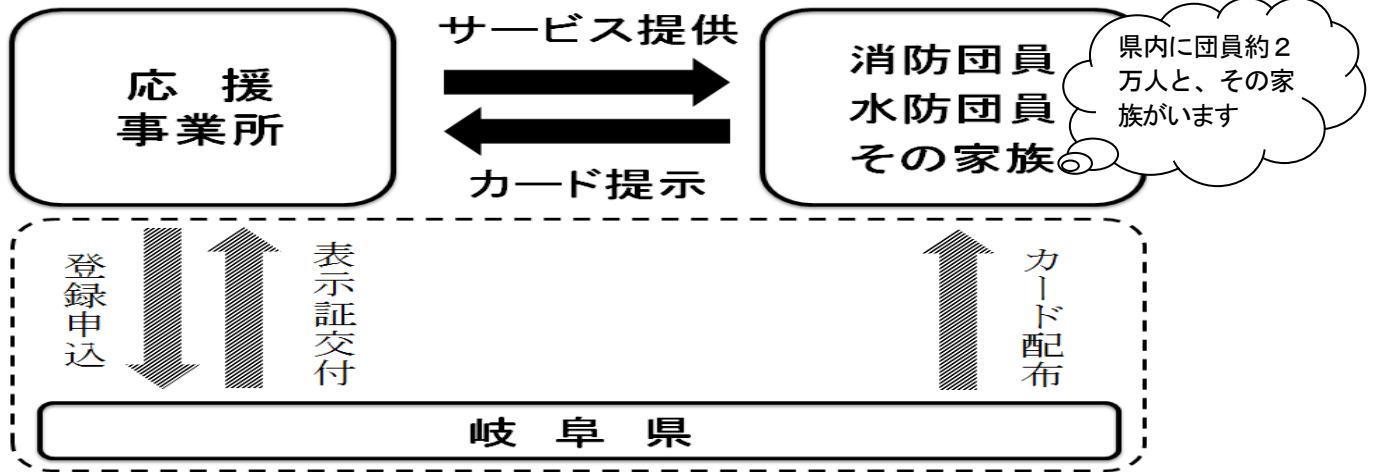 応　援
事業所
サービス提供
カード提示
消防団員
水防団員
その家族
県内に団員約２
万人と、その家
族がいます
登録申込
表示証交付
カード配布
岐　阜　県